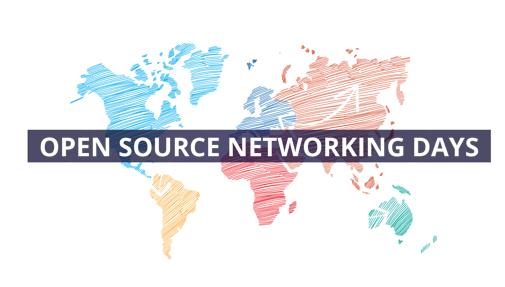 OPEN SOURCE NETWORKING DAYS